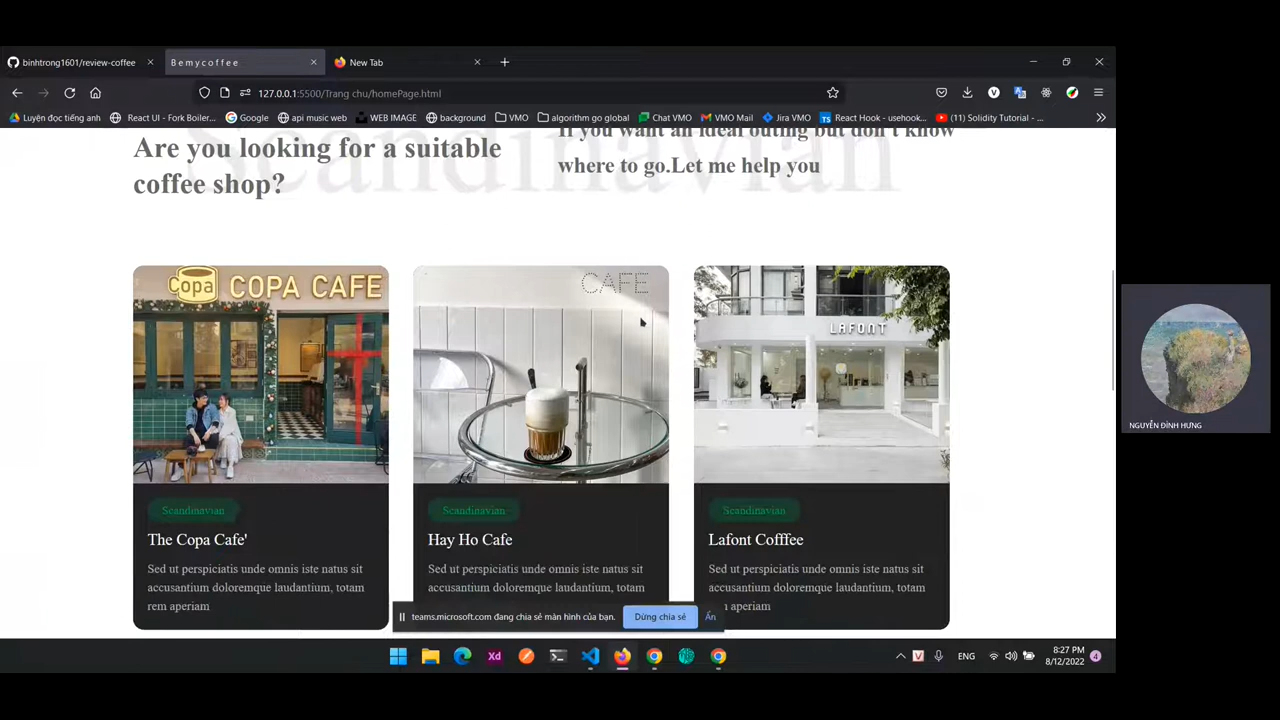 binhtrong1601/review-coffee
B e m y c o f f e e
New Tab
127.0.0.1:5500/Trang chu/homePage.html
Luyện đọc tiếng anh
React UI - Fork Boiler...
Google
api music web
WEB IMAGE
background
VMO
algorithm go global
Chat VMO
VMO Mail
Jira VMO
React Hook - usehook...
(11) Solidity Tutorial - ...
Scandinavian
Are you looking for a suitable
coffee shop?
If you want an ideal outing but don't know
where to go.Let me help you
Copa COPA CAFE
CAFE
LAFONT
Scandinavian
The Copa Cafe'
Sed ut perspiciatis unde omnis iste natus sit
accusantium doloremque laudantium, totam
rem aperiam
Scandinavian
Hay Ho Cafe
Sed ut perspiciatis unde omnis iste natus sit
accusantium doloremque laudantium, totam
Scandinavian
Lafont Cofffee
Sed ut perspiciatis unde omnis iste natus sit
accusantium doloremque laudantium, totam
aperiam
teams.microsoft.com đang chia sẻ màn hình của bạn.
Dừng chia sẻ
Ẩn
NGUYỄN ĐÌNH HƯNG
Xd
V
ENG
8:27 PM
8/12/2022
4